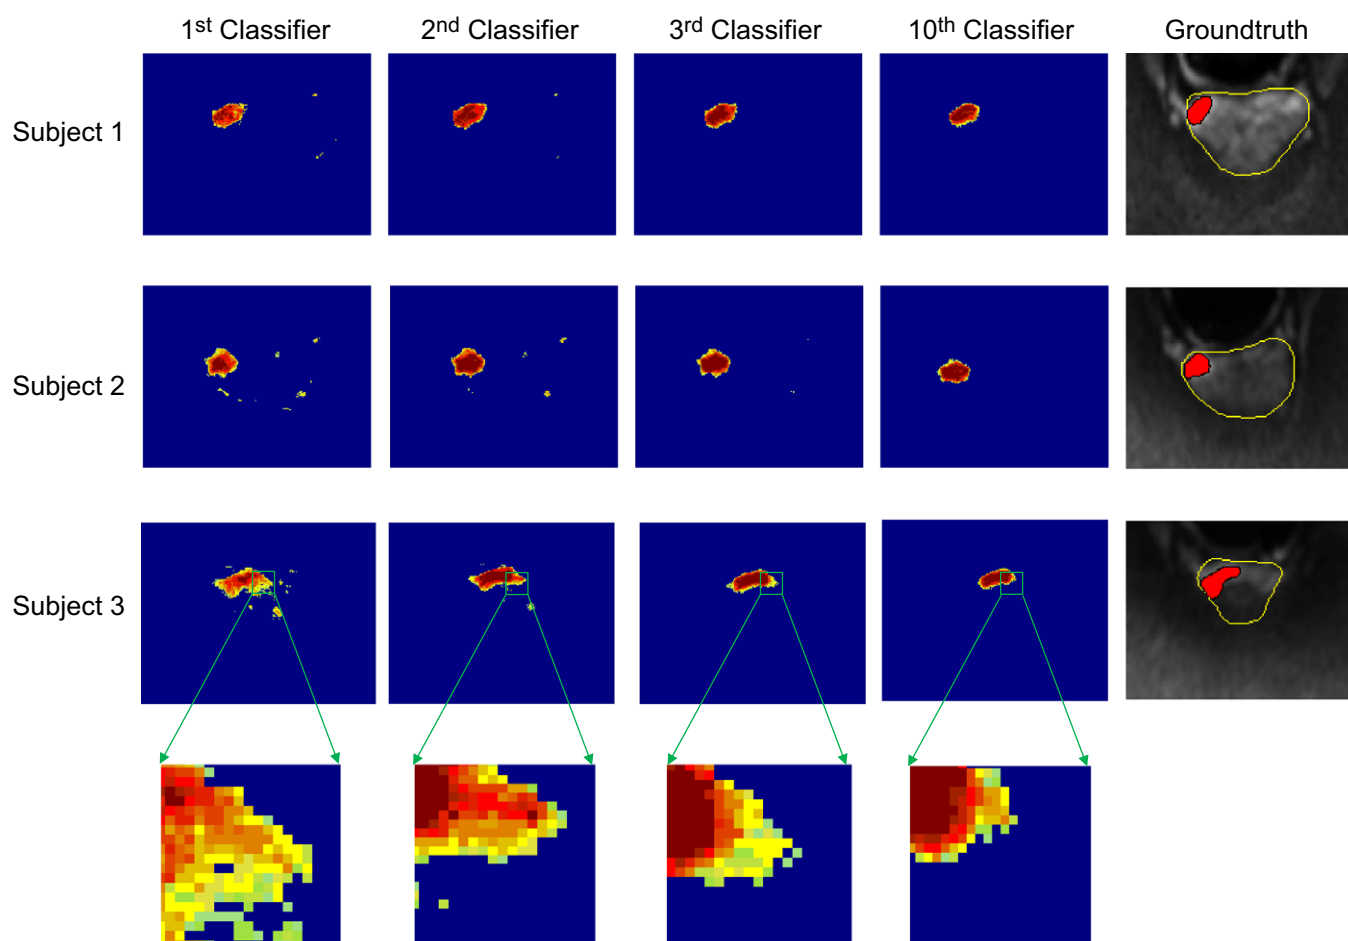 1st Classifier 2nd Classifier 3rd Classifier 10th Classifier Groundtruth
Subject 1
Subject 2
Subject 3